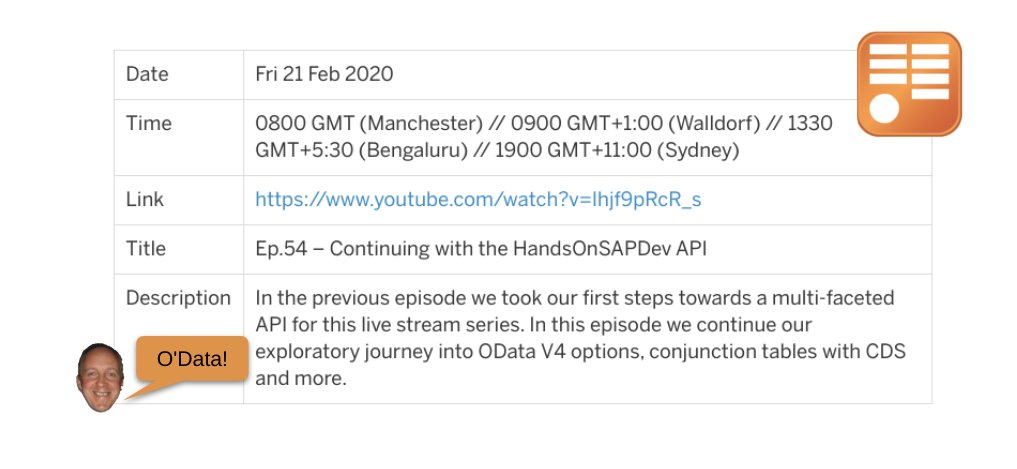 Date
Fri 21 Feb 2020
Time
0800 GMT (Manchester) // 0900 GMT+1:00 (Walldorf) // 1330
GMT+5:30 (Bengaluru) // 1900 GMT+11:00 (Sydney)
Link
https://www.youtube.com/watch?v=lhjf9pRcR_s
Title
Ep.54 – Continuing with the HandsOnSAPDev API
Description
In the previous episode we took our first steps towards a multi-faceted
API for this live stream series. In this episode we continue our
exploratory journey into OData V4 options, conjunction tables with CDS
and more.
O'Data!